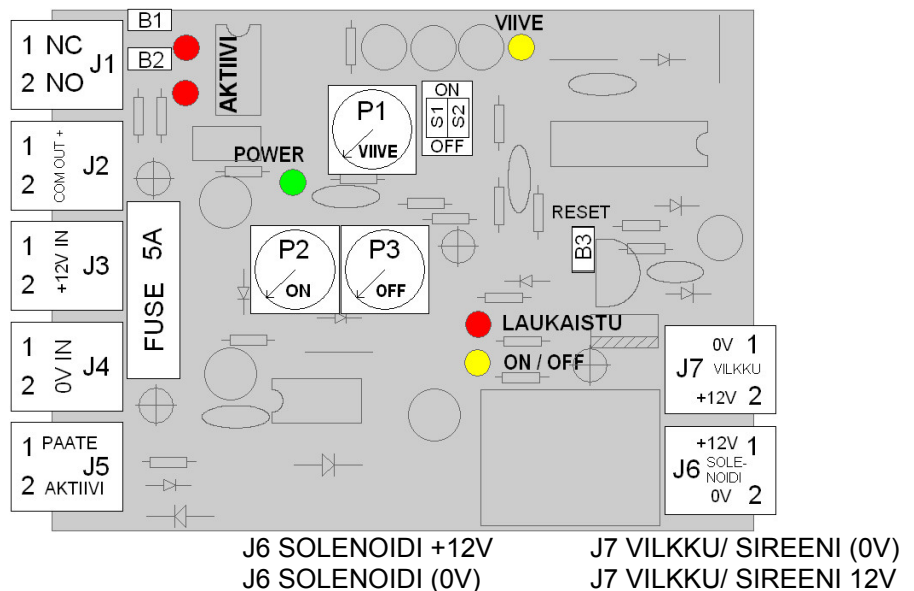 B1
B2
1 NC
2 NO
J1
AKTIIVI
VIIVE
P1
VIIVE
ON
S1 S2
OFF
1
2
COM OUT +
J2
POWER
1
2
+12V IN
J3
FUSE 5A
P2
ON
P3
OFF
RESET
B3
1
2
0V IN
J4
LAUKAISTU
ON / OFF
0V 1
J7 VILKKU
+12V 2
1 PAATE
J5
2 AKTIIVI
+12V 1
J6 SOLE-
NOIDI
0V 2
J6 SOLENOIDI +12V
J7 VILKKU/ SIREENI (0V)
J6 SOLENOIDI (0V)
J7 VILKKU/ SIREENI 12V